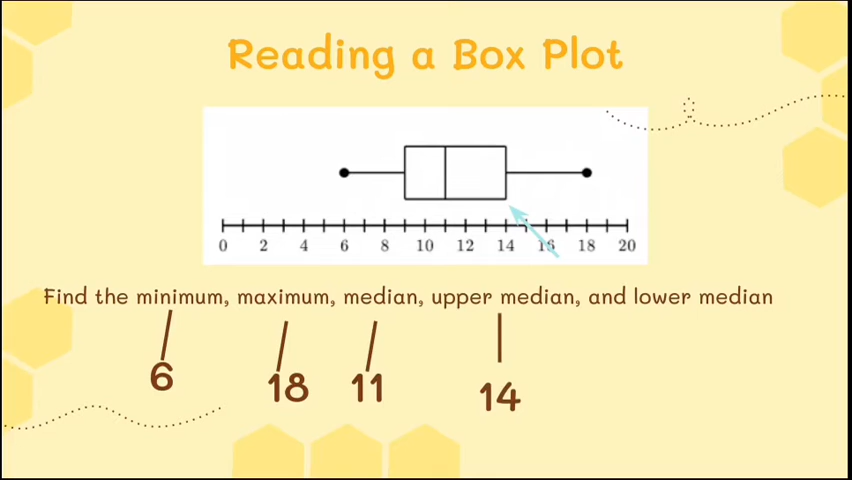 Reading a Box Plot
0 2 4 6 8 10 12 14 16 18 20
Find the minimum, maximum, median, upper median, and lower median
6 18 11 14